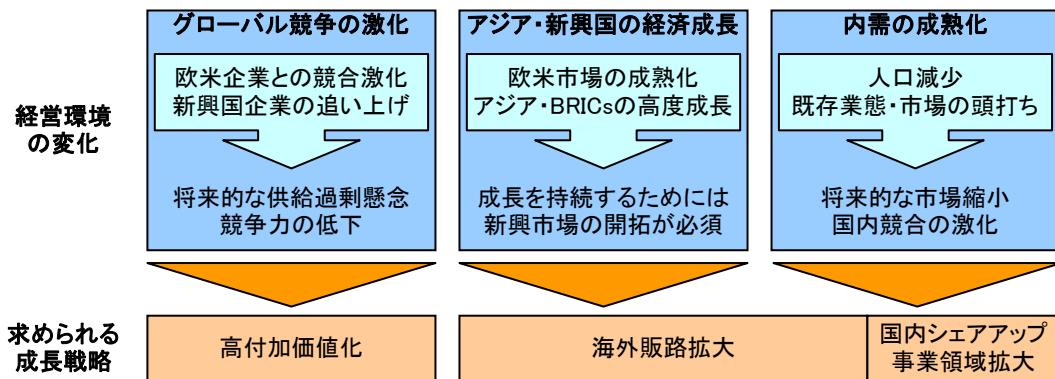 グローバル競争の激化
アジア・新興国の経済成長
内需の成熟化
経営環境
の変化
欧米企業との競合激化
新興国企業の追い上げ
欧米市場の成熟化
アジア・BRICsの高度成長
人口減少
既存業態・市場の頭打ち
将来的な供給過剰懸念
競争力の低下
成長を持続するためには
新興市場の開拓が必須
将来的な市場縮小
国内競合の激化
求められる
成長戦略
高付加価値化
海外販路拡大
国内シェアアップ
事業領域拡大